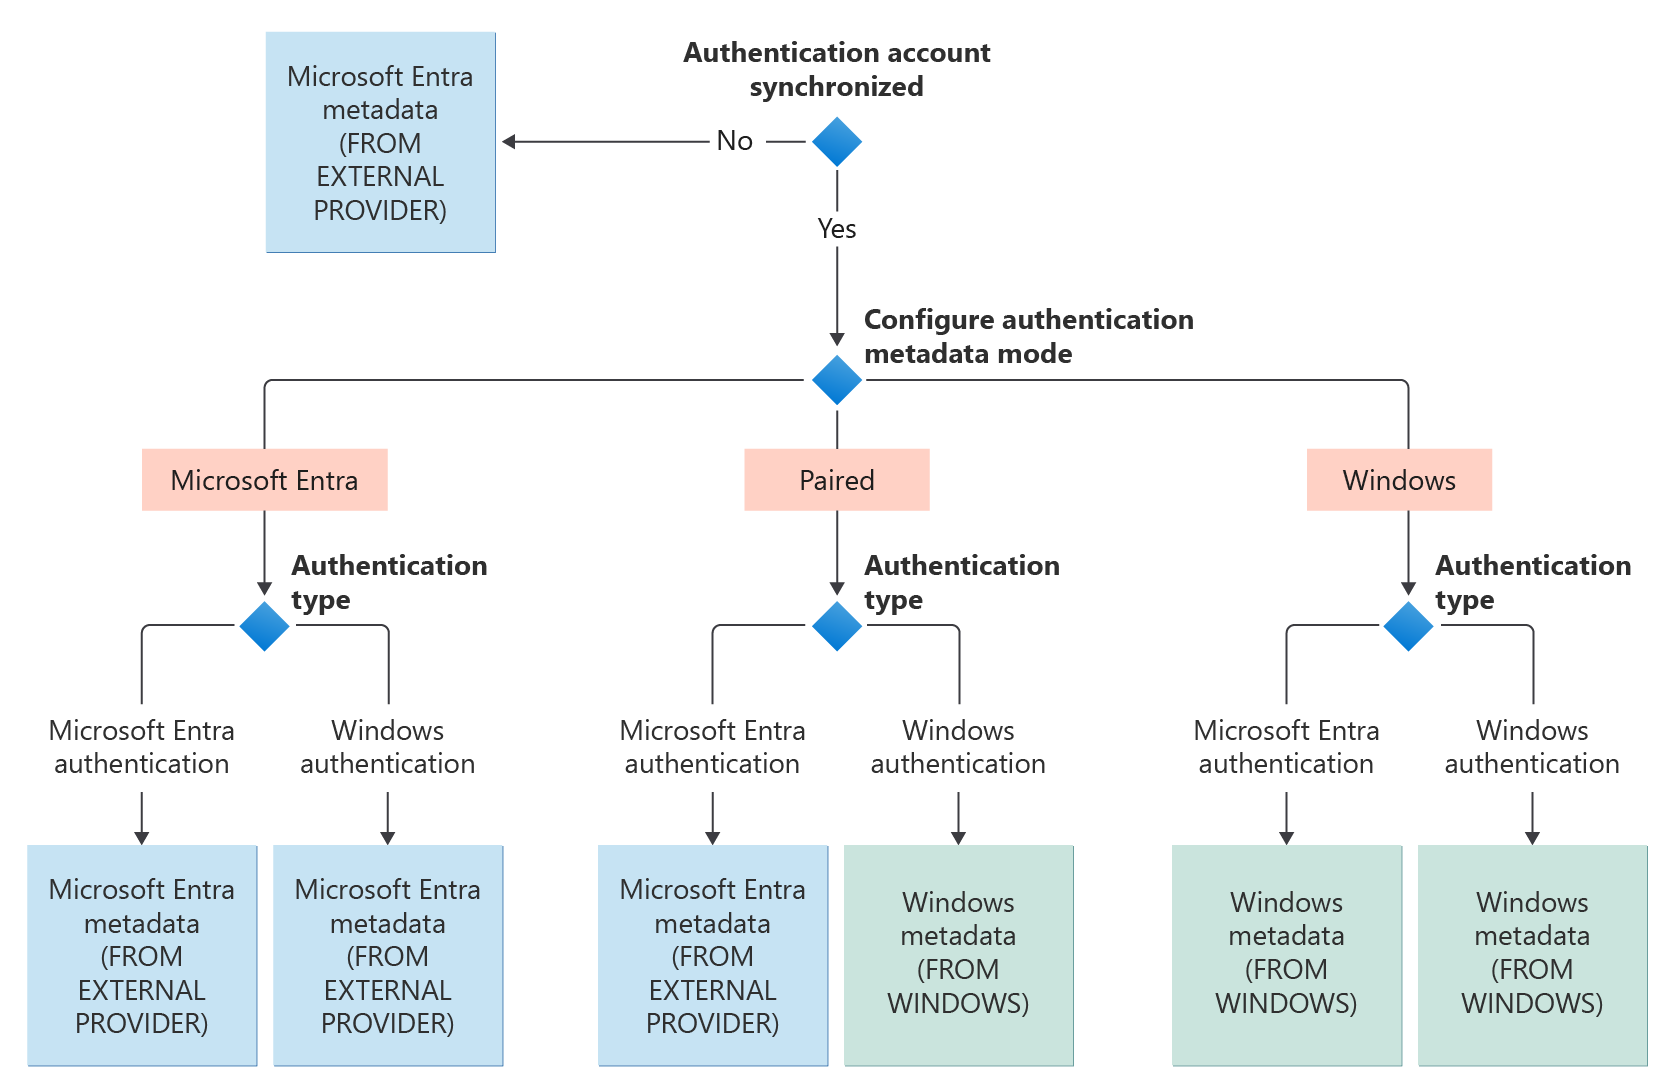 Authentication account
synchronized
Microsoft Entra
metadata
(FROM
EXTERNAL
PROVIDER)
No
Yes
Configure authentication
metadata mode
Microsoft Entra
Paired
Windows
Authentication
type
Authentication
type
Authentication
type
Microsoft Entra
authentication
Windows
authentication
Microsoft Entra
authentication
Windows
authentication
Microsoft Entra
authentication
Windows
authentication
Microsoft Entra
metadata
(FROM
EXTERNAL
PROVIDER)
Microsoft Entra
metadata
(FROM
EXTERNAL
PROVIDER)
Microsoft Entra
metadata
(FROM
EXTERNAL
PROVIDER)
Windows
metadata
(FROM
WINDOWS)
Windows
metadata
(FROM
WINDOWS)
Windows
metadata
(FROM
WINDOWS)